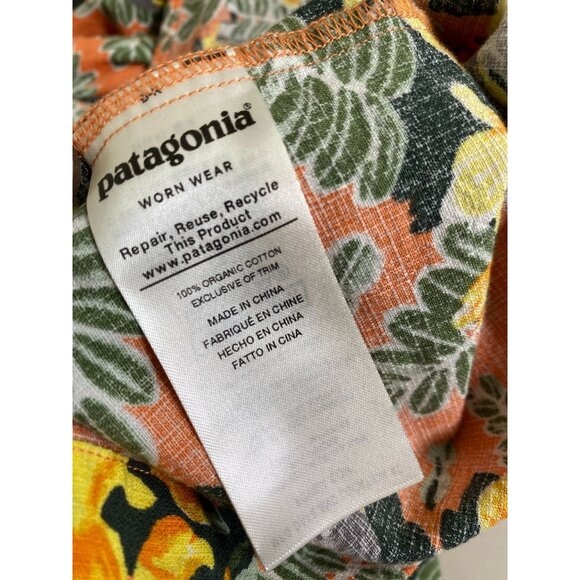 patagonia®
WORN WEAR
Repair, Reuse, Recycle
This Product
www.patagonia.com
100% ORGANIC COTTON
EXCLUSIVE OF TRIM
MADE IN CHINA
FABRIQUÉ EN CHINE
HECHO EN CHINA
FATTO IN CINA